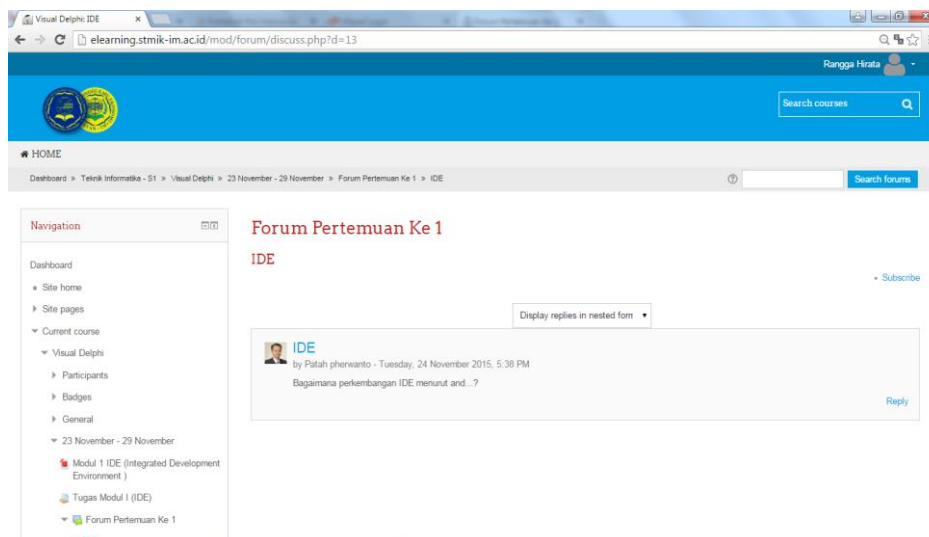 Visual Delphi: IDE
elearning.stmik-im.ac.id/mod/forum/discuss.php?d=13
Rangga Hirata
Search courses
HOME
Dashboard » Teknik Informatika - S1 » Visual Delphi » 23 November - 29 November » Forum Pertemuan Ke 1 » IDE
Search forums
Navigation
Forum Pertemuan Ke 1
IDE
Dashboard
Subscribe
Site home
Site pages
Display replies in nested form
Current course
Visual Delphi
IDE
by Patah pherwanto - Tuesday, 24 November 2015, 5:38 PM
Participants
Bagaimana perkembangan IDE menurut and...?
Badges
Reply
General
23 November - 29 November
Modul 1 IDE (Integrated Development
Environment )
Tugas Modul I (IDE)
Forum Pertemuan Ke 1